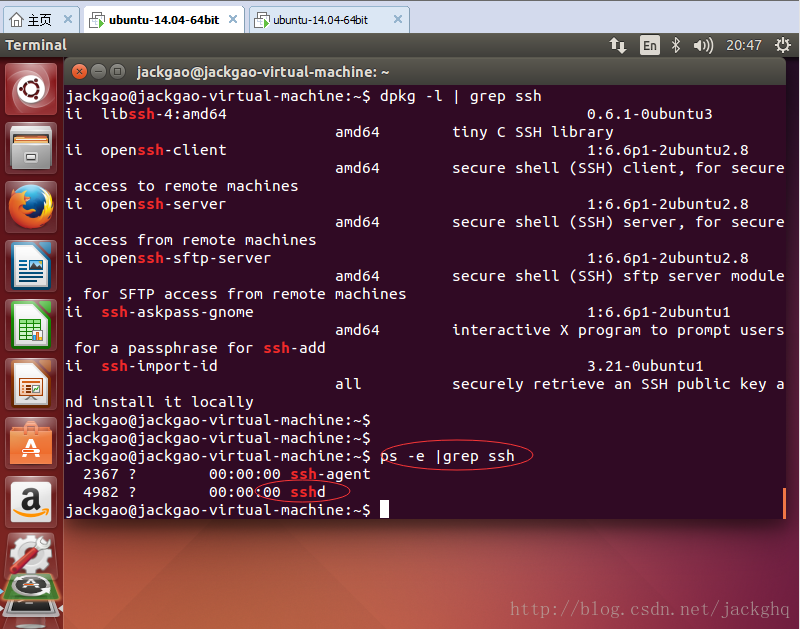 主页 ubuntu-14.04-64bit ubuntu-14.04-64bit
Terminal En 20:47
jackgao@jackgao-virtual-machine: ~
jackgao@jackgao-virtual-machine:~$ dpkg -l | grep ssh
ii  libssh-4:amd64                                        0.6.1-0ubuntu3
                              amd64        tiny C SSH library
ii  openssh-client                                        1:6.6p1-2ubuntu2.8
                              amd64        secure shell (SSH) client, for secure
 access to remote machines
ii  openssh-server                                        1:6.6p1-2ubuntu2.8
                              amd64        secure shell (SSH) server, for secure
 access from remote machines
ii  openssh-sftp-server                                   1:6.6p1-2ubuntu2.8
                              amd64        secure shell (SSH) sftp server module
, for SFTP access from remote machines
ii  ssh-askpass-gnome                                     1:6.6p1-2ubuntu1
                              amd64        interactive X program to prompt users
 for a passphrase for ssh-add
ii  ssh-import-id                                         3.21-0ubuntu1
                              all          securely retrieve an SSH public key a
nd install it locally
jackgao@jackgao-virtual-machine:~$
jackgao@jackgao-virtual-machine:~$
jackgao@jackgao-virtual-machine:~$ ps -e |grep ssh
  2367 ?        00:00:00 ssh-agent
  4982 ?        00:00:00 sshd
jackgao@jackgao-virtual-machine:~$
http://blog.csdn.net/jackghq